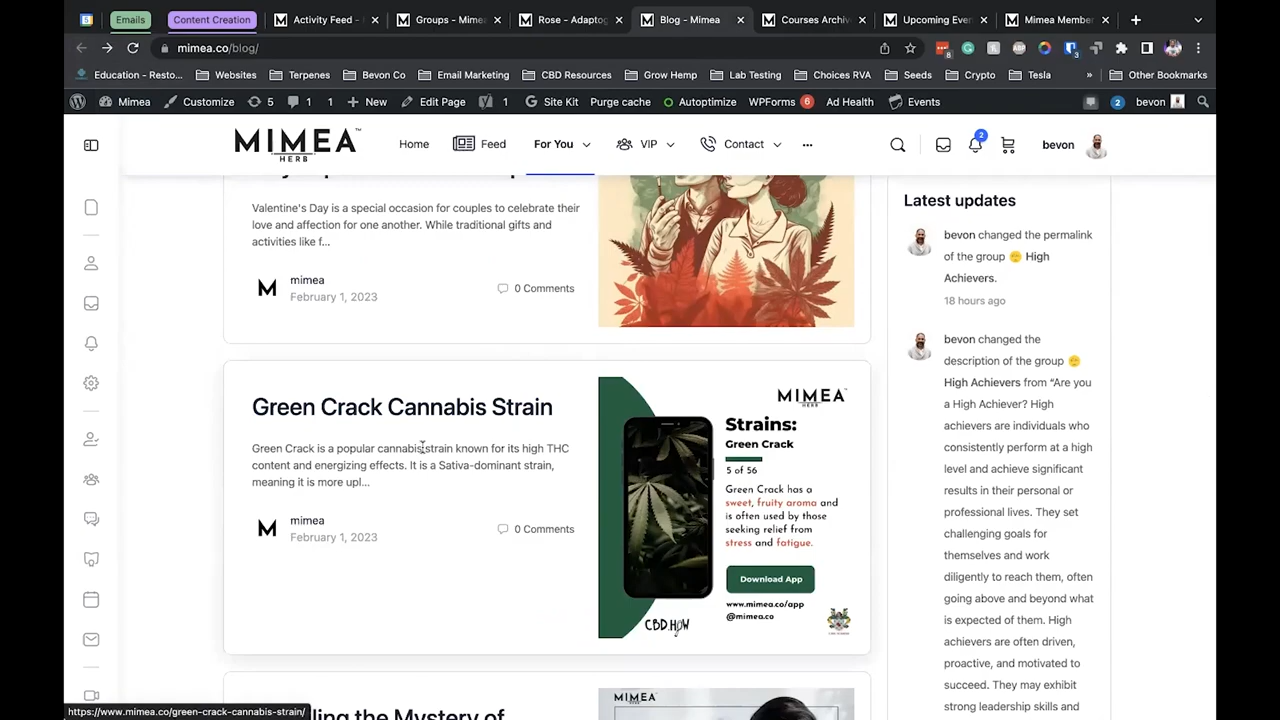 5
Emails
Content Creation
Activity Feed -
Groups - Mimea
Rose - Adaptog
Blog - Mimea
Courses Archiv
Upcoming Even
Mimea Member
mimea.co/blog/
8
Education - Resto...
Websites
Terpenes
Bevon Co
Email Marketing
CBD Resources
Grow Hemp
Lab Testing
Choices RVA
Seeds
Crypto
Tesla
»
Other Bookmarks
Mimea
Customize
5
1
1
New
Edit Page
1
Site Kit
Purge cache
Autoptimize
WPForms
6
Ad Health
Events
2
bevon
MIMEA™
HERB
Home
Feed
For You
VIP
Contact
...
2
bevon
Valentine's Day is a special occasion for couples to celebrate their
love and affection for one another. While traditional gifts and
activities like f...
M
mimea
February 1, 2023
0 Comments
Green Crack Cannabis Strain
Green Crack is a popular cannabis strain known for its high THC
content and energizing effects. It is a Sativa-dominant strain,
meaning it is more upl...
M
mimea
February 1, 2023
0 Comments
MIMEA™
HERB
Strains:
Green Crack
5 of 56
Green Crack has a
sweet, fruity aroma and
is often used by those
seeking relief from
stress and fatigue.
Download App
www.mimea.co/app
@mimea.co
CBD.HOW
ling the Mystery of
MIMEA™
Latest updates
bevon changed the permalink
of the group 🙂 High
Achievers.
18 hours ago
bevon changed the
description of the group 🙂
High Achievers from “Are you
a High Achiever? High
achievers are individuals who
consistently perform at a high
level and achieve significant
results in their personal or
professional lives. They set
challenging goals for
themselves and work
diligently to reach them, often
going above and beyond what
is expected of them. High
achievers are often driven,
proactive, and motivated to
succeed. They may exhibit
strong leadership skills and
https://www.mimea.co/green-crack-cannabis-strain/